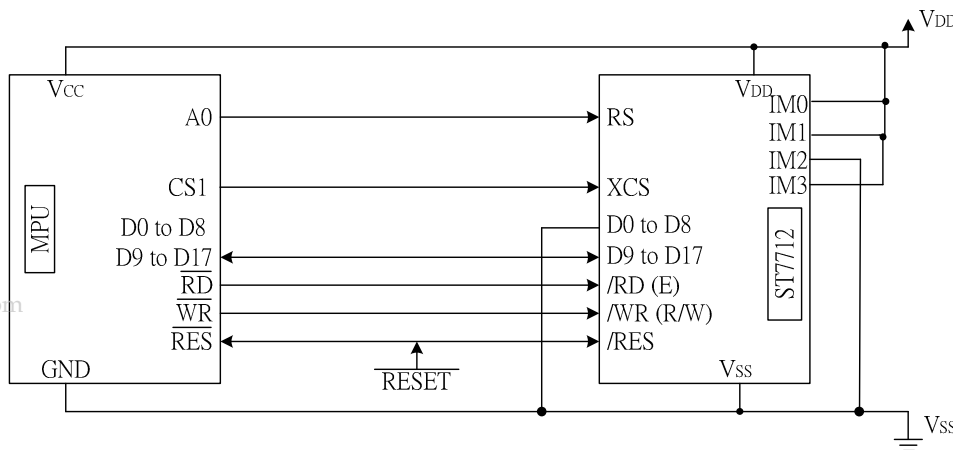 VDD
VCC
VDD
A0
RS
IM0
IM1
IM2
IM3
CS1
XCS
MPU
ST7712
D0 to D8
D0 to D8
D9 to D17
D9 to D17
RD
/RD (E)
om
WR
/WR (R/W)
RES
/RES
RESET
GND
VSS
VSS